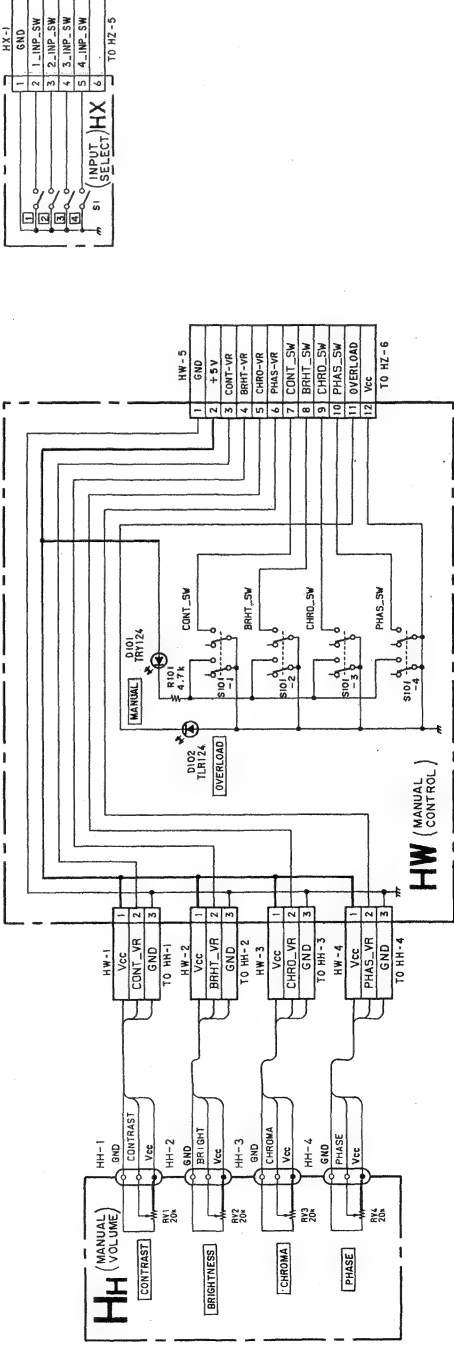 HH (MANUAL VOLUME)
HH-1
GND
CONTRAST
Vcc
RV1
20K
CONTRAST
HH-2
GND
BRIGHT
Vcc
RV2
20K
BRIGHTNESS
HH-3
GND
CHROMA
Vcc
RV3
20K
CHROMA
HH-4
GND
PHASE
Vcc
RV4
20K
PHASE
HW-1
Vcc 1
CONT_VR 2
GND 3
TO HH-1
HW-2
Vcc 1
BRHT_VR 2
GND 3
TO HH-2
HW-3
Vcc 1
CHRO_VR 2
GND 3
TO HH-3
HW-4
Vcc 1
PHAS_VR 2
GND 3
TO HH-4
D101
TRY124
MANUAL
R101
4.7K
D102
TLR124
OVERLOAD
CONT_SW
S101
-1
BRHT_SW
S101
-2
CHRO_SW
S101
-3
PHAS_SW
S101
-4
HW (MANUAL CONTROL)
HW-5
1 GND
2 +5V
3 CONT-VR
4 BRHT-VR
5 CHRO-VR
6 PHAS-VR
7 CONT_SW
8 BRHT_SW
9 CHRO_SW
10 PHAS_SW
11 OVERLOAD
12 Vcc
TO HZ-6
HX-1
1 GND
2 1_INP_SW
3 2_INP_SW
4 3_INP_SW
5 4_INP_SW
6
TO HZ-5
1
2
3
4
S1
(INPUT SELECT) HX